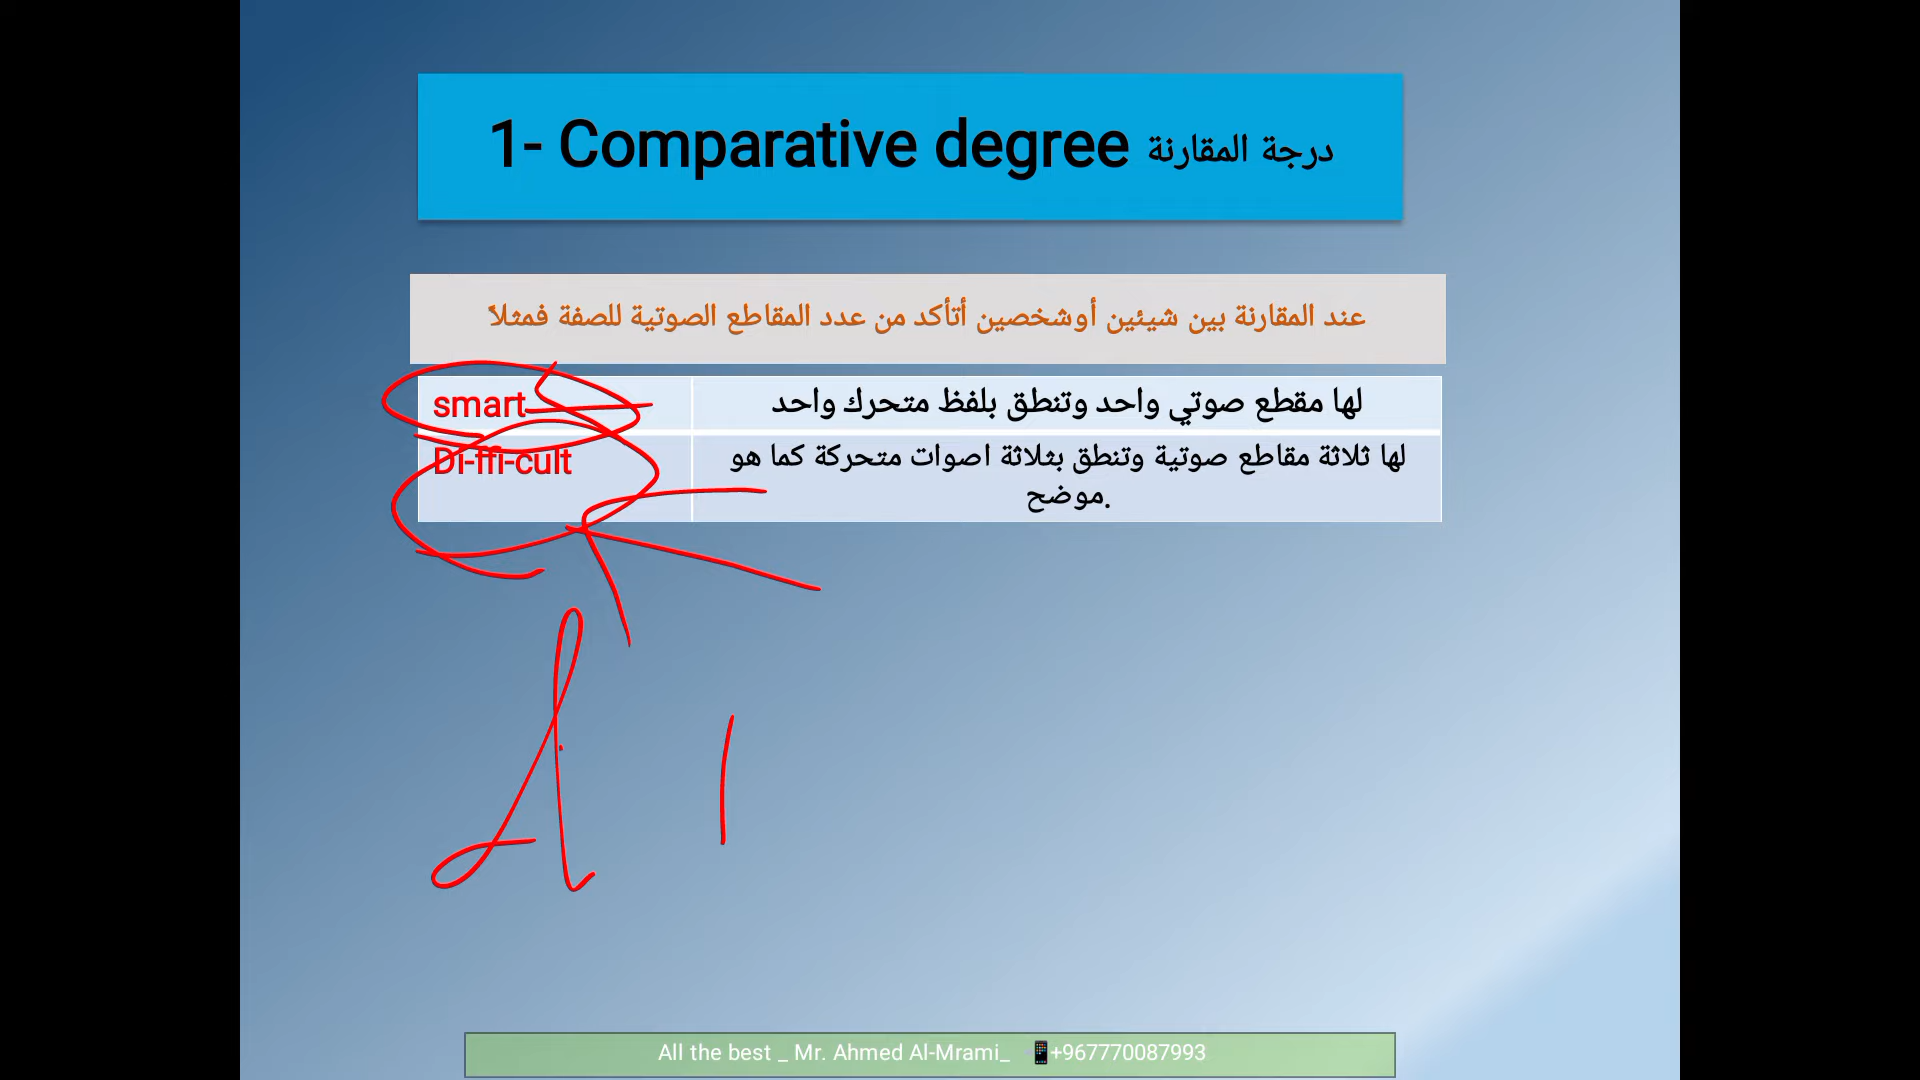 1- Comparative degree درجة المقارنة
عند المقارنة بين شيئين أوشخصين أتأكد من عدد المقاطع الصوتية للصفة فمثلاً
smart
لها مقطع صوتي واحد وتنطق بلفظ متحرك واحد
Di-ffi-cult
لها ثلاثة مقاطع صوتية وتنطق بثلاثة اصوات متحركة كما هو
موضح.
All the best _ Mr. Ahmed Al-Mrami_ 📱+967770087993